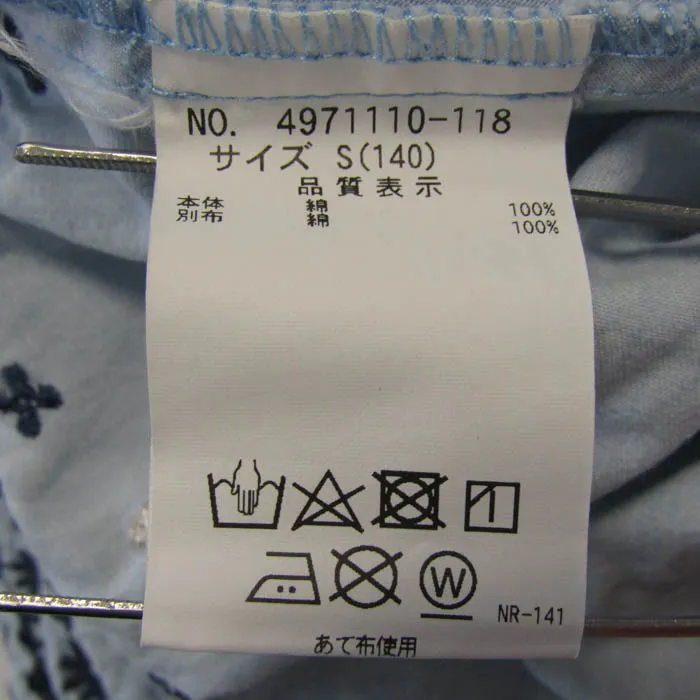 NO. 4971110-118
サイズ S(140)
品質表示
本体 綿 100%
別布 綿 100%
W
NR-141
あて布使用